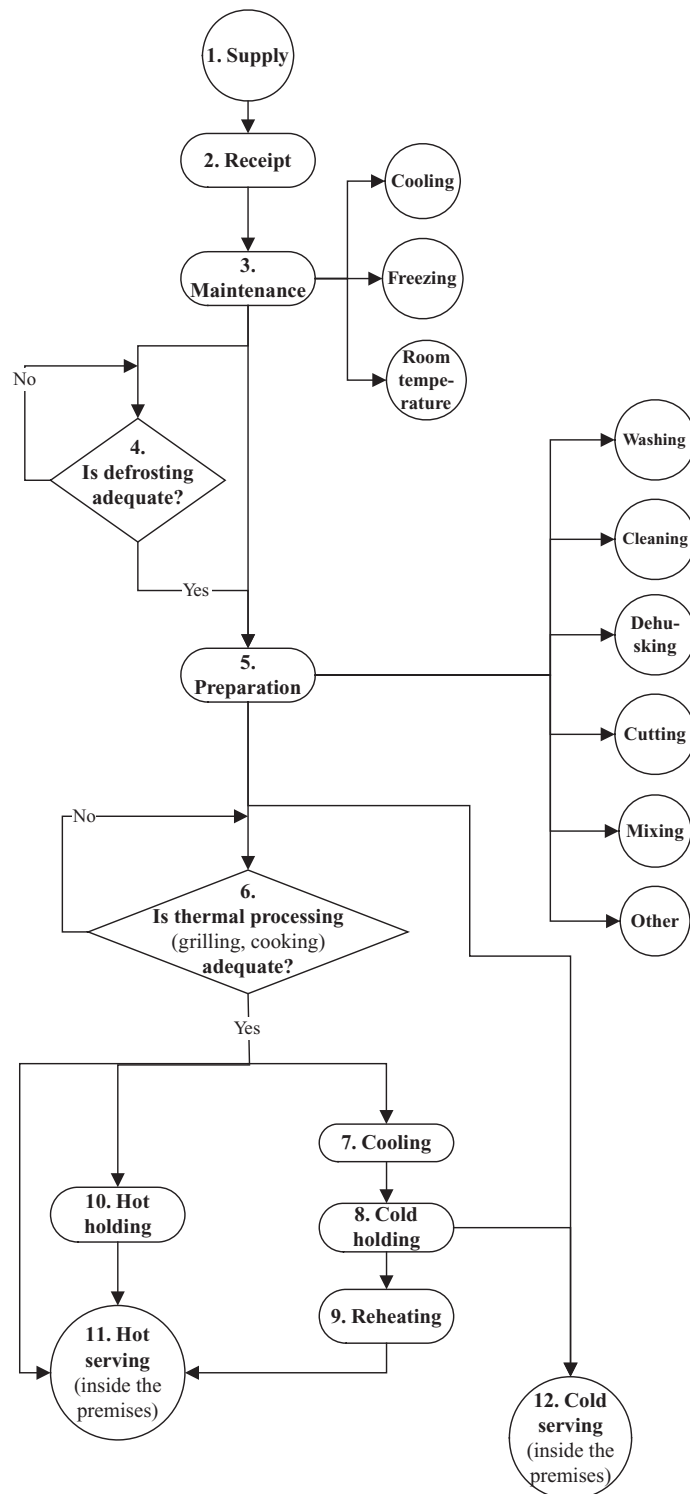 1. Supply
2. Receipt
Cooling
3.
Maintenance
Freezing
Room
tempe-
rature
No
4.
Is defrosting
adequate?
Yes
Washing
Cleaning
Dehu-
sking
5.
Preparation
Cutting
Mixing
Other
No
6.
Is thermal processing
(grilling, cooking)
adequate?
Yes
7. Cooling
10. Hot
holding
8. Cold
holding
9. Reheating
11. Hot
serving
(inside the
premises)
12. Cold
serving
(inside the
premises)